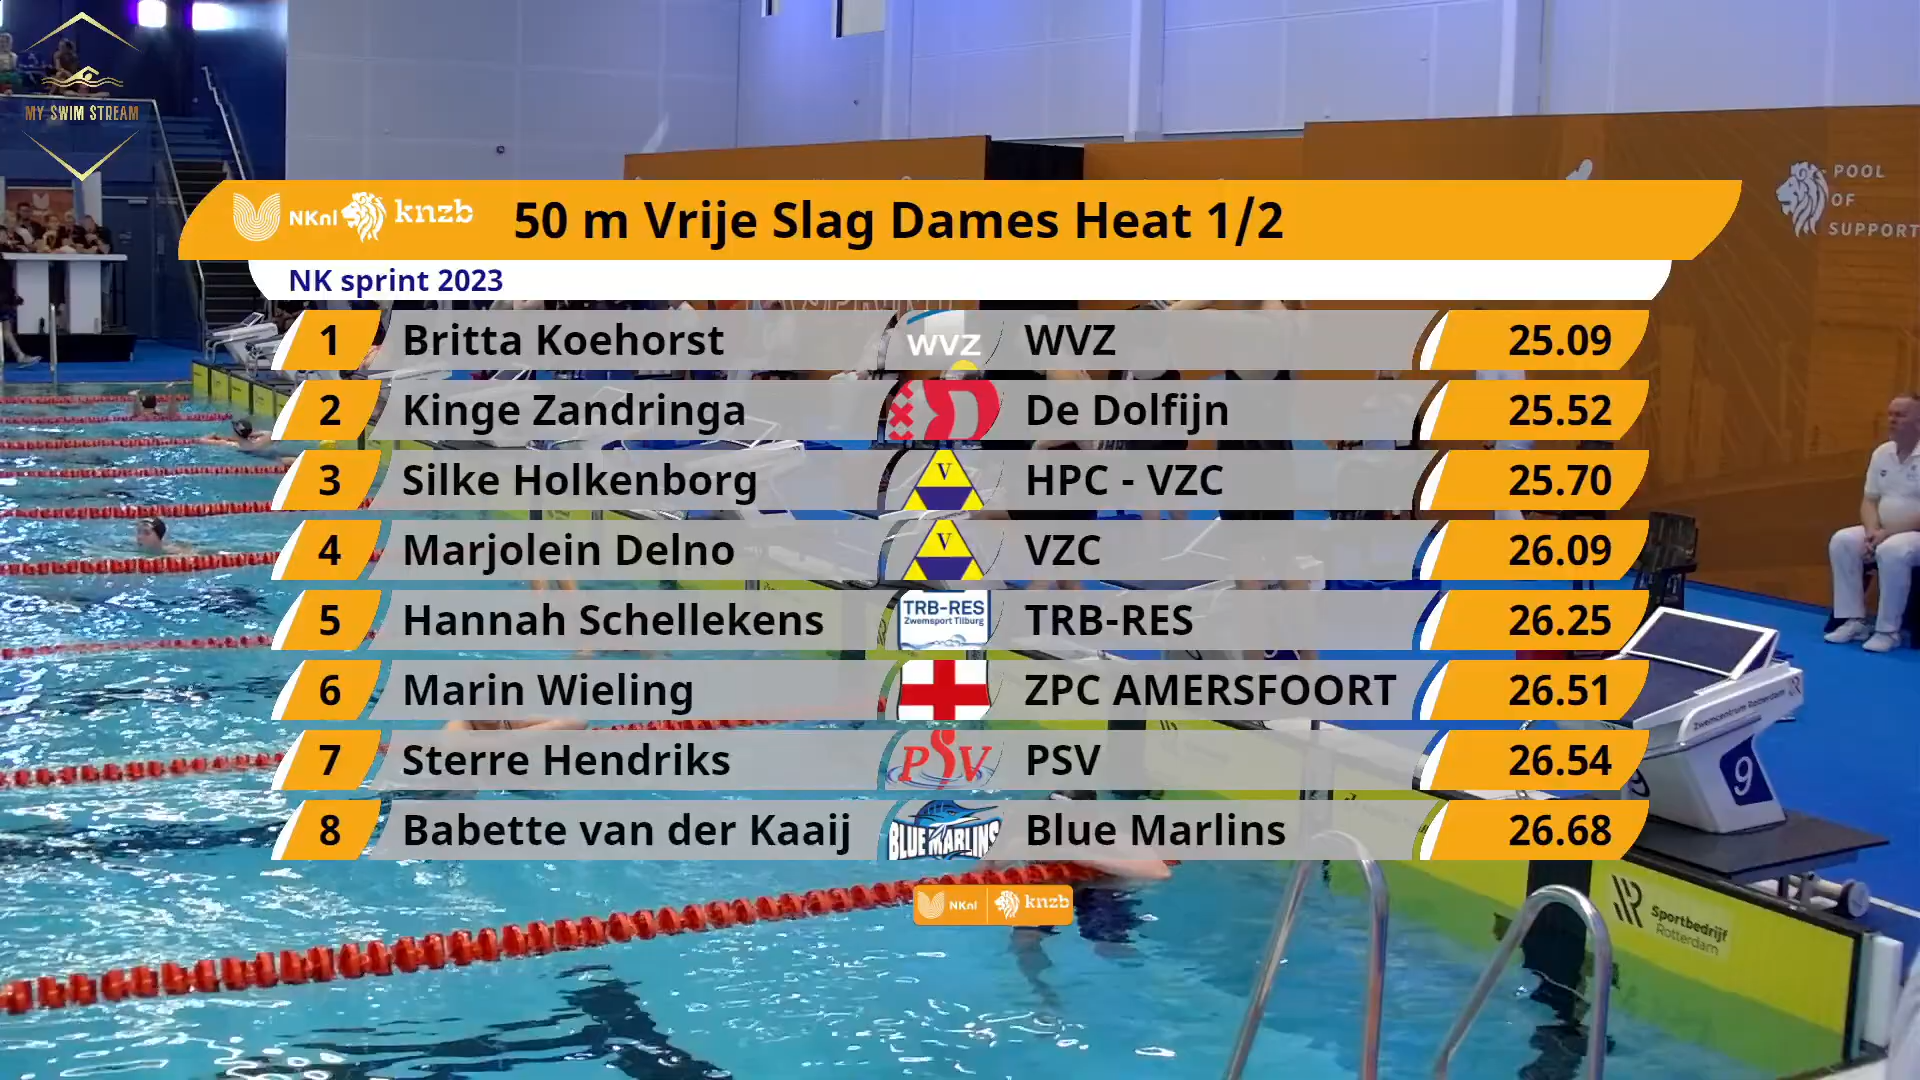 MY SWIM STREAM
POOL
OF
SUPPORT
NKnl knzb 50 m Vrije Slag Dames Heat 1/2
NK sprint 2023
1 Britta Koehorst WVZ WVZ 25.09
2 Kinge Zandringa De Dolfijn 25.52
3 Silke Holkenborg V HPC - VZC 25.70
4 Marjolein Delno V VZC 26.09
5 Hannah Schellekens TRB-RES Zwemsport Tilburg TRB-RES 26.25
6 Marin Wieling ZPC AMERSFOORT 26.51
7 Sterre Hendriks PSV PSV 26.54
8 Babette van der Kaaij BLUE MARLINS Blue Marlins 26.68
Zwemcentrum Rotterdam
9
NKnl knzb
Sportbedrijf
Rotterdam